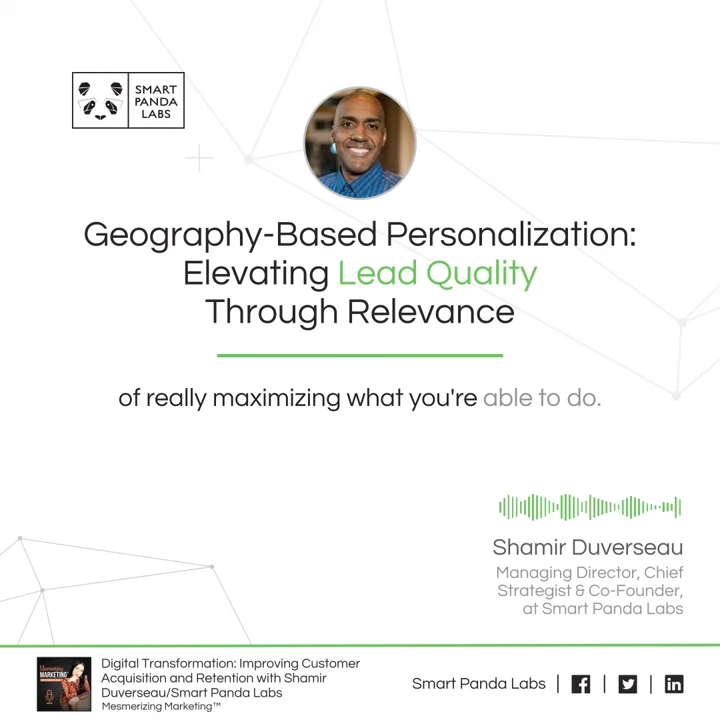 SMART
PANDA
LABS
Geography-Based Personalization:
Elevating Lead Quality
Through Relevance
of really maximizing what you're able to do.
Shamir Duverseau
Managing Director, Chief
Strategist & Co-Founder,
at Smart Panda Labs
Mesmerizing
MARKETING
Digital Transformation: Improving Customer
Acquisition and Retention with Shamir
Duverseau/Smart Panda Labs
Mesmerizing Marketing™
Smart Panda Labs